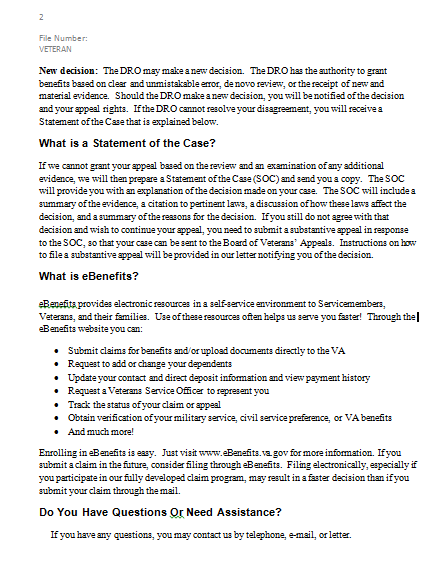 2
File Number:
VETERAN
New decision: The DRO may make a new decision. The DRO has the authority to grant
benefits based on clear and unmistakable error, de novo review, or the receipt of new and
material evidence. Should the DRO make a new decision, you will be notified of the decision
and your appeal rights. If the DRO cannot resolve your disagreement, you will receive a
Statement of the Case that is explained below.
What is a Statement of the Case?
If we cannot grant your appeal based on the review and an examination of any additional
evidence, we will then prepare a Statement of the Case (SOC) and send you a copy. The SOC
will provide you with an explanation of the decision made on your case. The SOC will include a
summary of the evidence, a citation to pertinent laws, a discussion of how these laws affect the
decision, and a summary of the reasons for the decision. If you still do not agree with that
decision and wish to continue your appeal, you need to submit a substantive appeal in response
to the SOC, so that your case can be sent to the Board of Veterans' Appeals. Instructions on how
to file a substantive appeal will be provided in our letter notifying you of the decision.
What is eBenefits?
eBenefits provides electronic resources in a self-service environment to Servicemembers,
Veterans, and their families. Use of these resources often helps us serve you faster! Through the
eBenefits website you can:
• Submit claims for benefits and/or upload documents directly to the VA
• Request to add or change your dependents
• Update your contact and direct deposit information and view payment history
• Request a Veterans Service Officer to represent you
• Track the status of your claim or appeal
• Obtain verification of your military service, civil service preference, or VA benefits
• And much more!
Enrolling in eBenefits is easy. Just visit www.eBenefits.va.gov for more information. If you
submit a claim in the future, consider filing through eBenefits. Filing electronically, especially if
you participate in our fully developed claim program, may result in a faster decision than if you
submit your claim through the mail.
Do You Have Questions Or Need Assistance?
If you have any questions, you may contact us by telephone, e-mail, or letter.